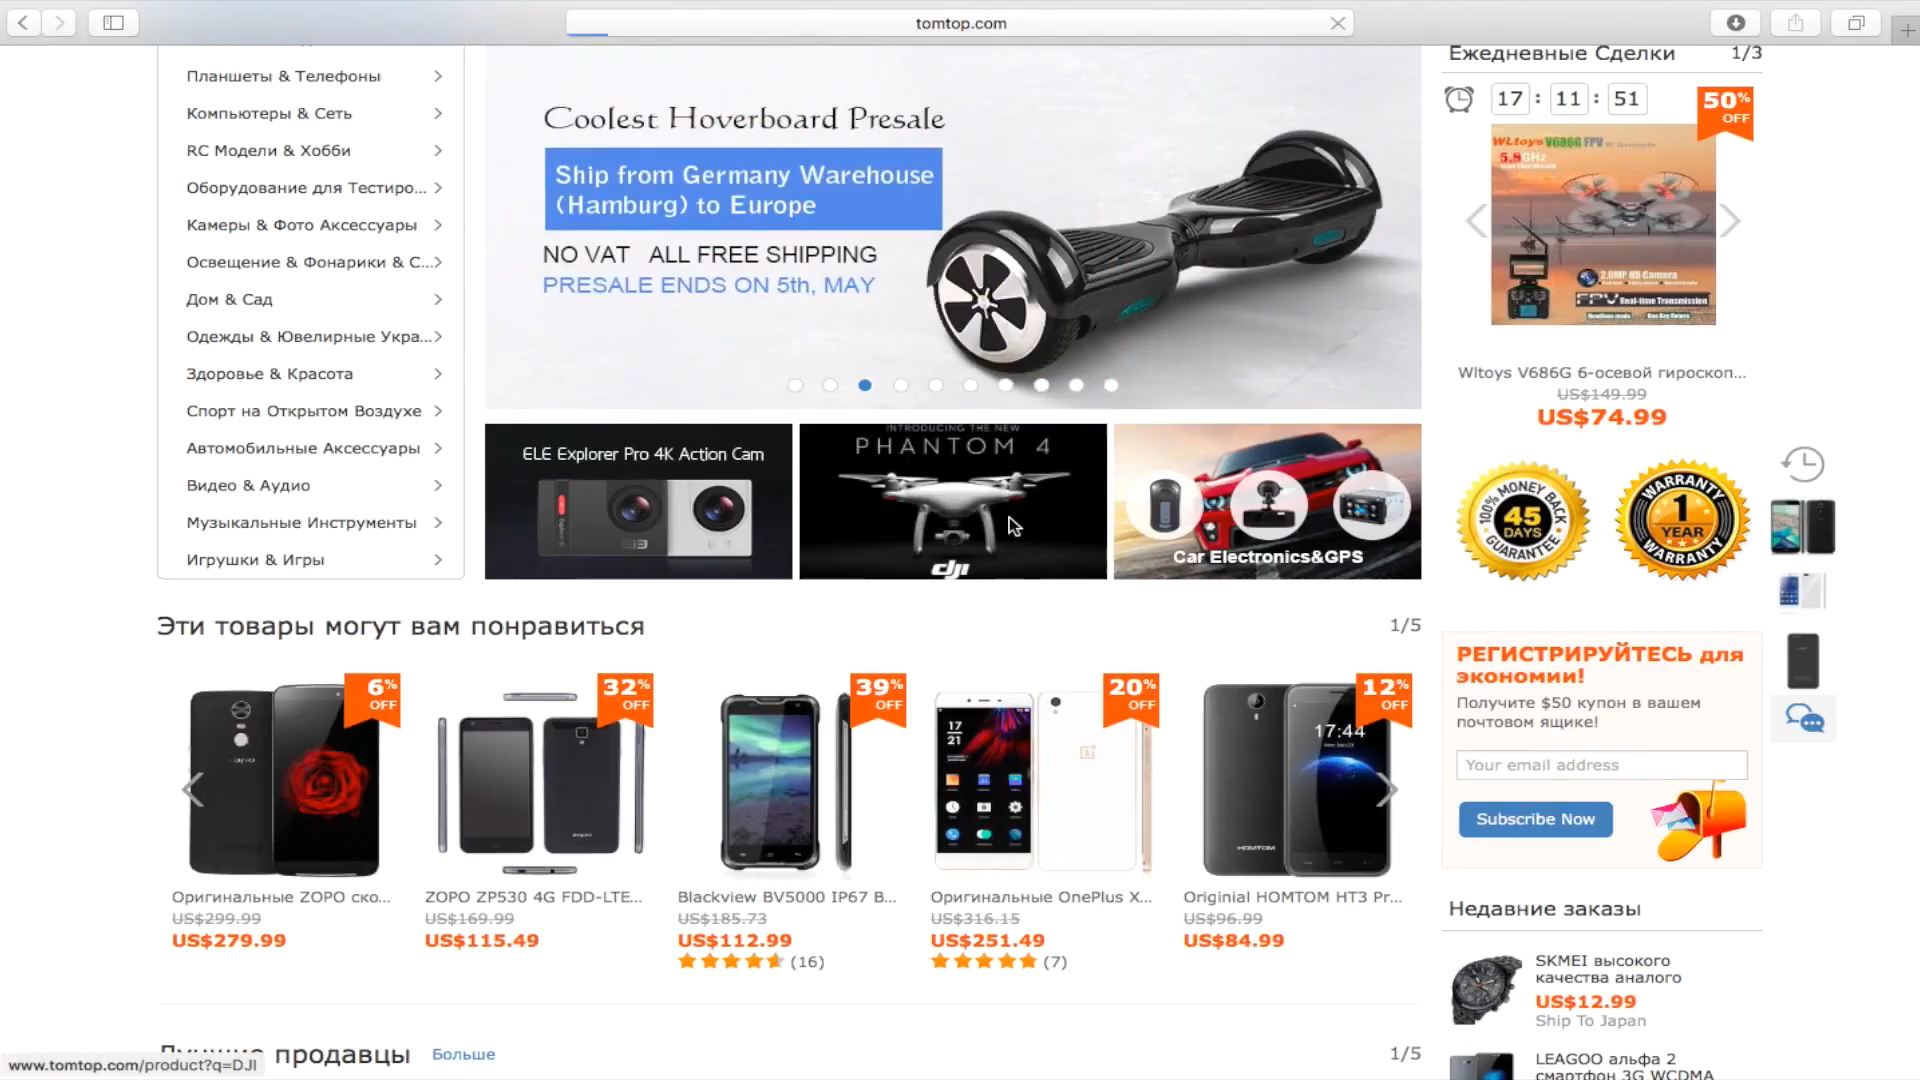 tomtop.com
Планшеты & Телефоны
Компьютеры & Сеть
RC Модели & Хобби
Оборудование для Тестиро...
Камеры & Фото Аксессуары
Освещение & Фонарики & С...
Дом & Сад
Одежды & Ювелирные Укра...
Здоровье & Красота
Спорт на Открытом Воздухе
Автомобильные Аксессуары
Видео & Аудио
Музыкальные Инструменты
Игрушки & Игры
Coolest Hoverboard Presale
Ship from Germany Warehouse
(Hamburg) to Europe
NO VAT ALL FREE SHIPPING
PRESALE ENDS ON 5th, MAY
ELE Explorer Pro 4K Action Cam
INTRODUCING THE NEW
PHANTOM 4
dji
Car Electronics&GPS
Ежедневные Сделки 1/3
17 : 11 : 51
50% OFF
WLtoys V686G FPV
5.8GHz
2.0MP HD Camera
FPV Real-time Transmission
Wltoys V686G 6-осевой гироскоп...
US$149.99
US$74.99
100% MONEY BACK
45
DAYS
GUARANTEE
WARRANTY
1
YEAR
WARRANTY
РЕГИСТРИРУЙТЕСЬ для
экономии!
Получите $50 купон в вашем
почтовом ящике!
Your email address
Subscribe Now
Эти товары могут вам понравиться 1/5
6% OFF
Оригинальные ZOPO ско...
US$299.99
US$279.99
32% OFF
ZOPO ZP530 4G FDD-LTE...
US$169.99
US$115.49
39% OFF
Blackview BV5000 IP67 B...
US$185.73
US$112.99
(16)
20% OFF
17
21
Оригинальные OnePlus X...
US$316.15
US$251.49
(7)
12% OFF
17:44
HOMTOM
Originial HOMTOM HT3 Pr...
US$96.99
US$84.99
Недавние заказы
SKMEI высокого
качества аналого
US$12.99
Ship To Japan
LEAGOO альфа 2
смартфон 3G WCDMA
Лучшие продавцы Больше 1/5
www.tomtop.com/product?q=DJI